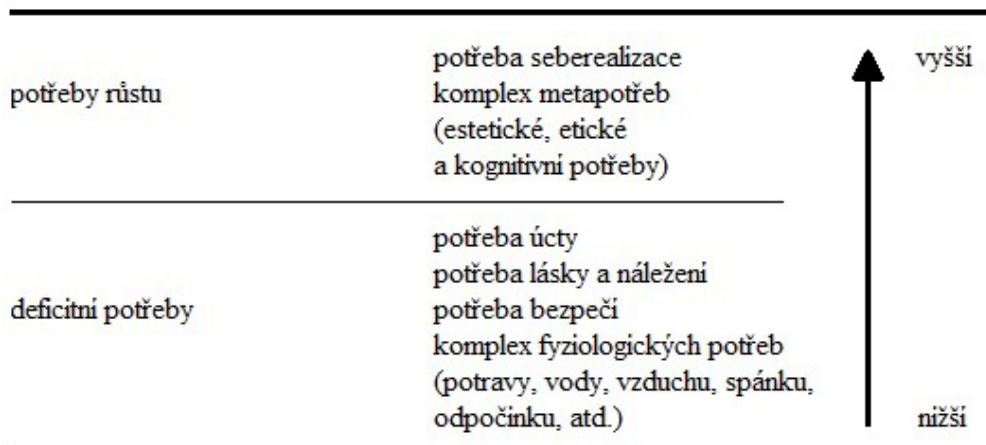 potřeba seberealizace vyšší
potřeby růstu komplex metapotřeb
(estetické, etické
a kognitivní potřeby)
potřeba úcty
potřeba lásky a náležení
deficitní potřeby potřeba bezpečí
komplex fyziologických potřeb
(potravy, vody, vzduchu, spánku,
odpočinku, atd.) nižší